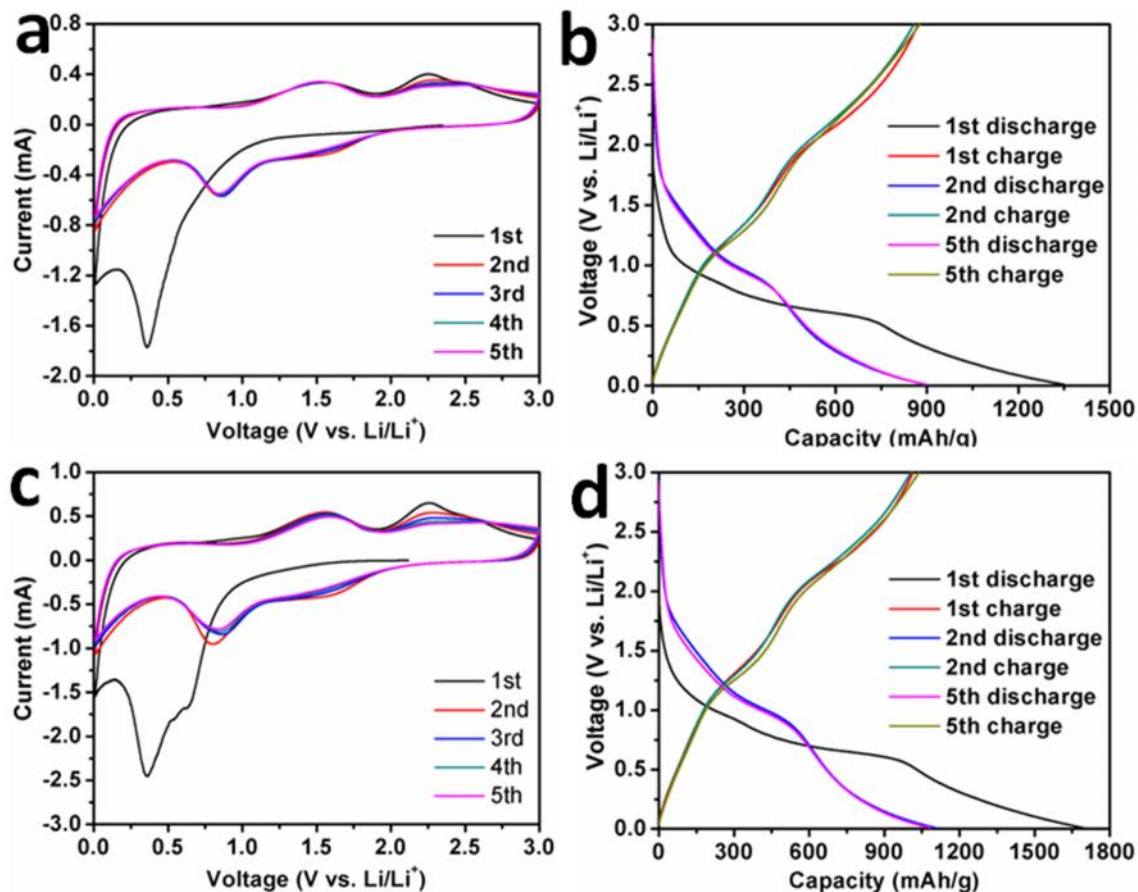 a
0.8
0.4
0.0
-0.4
-0.8
-1.2
-1.6
-2.0
Current (mA)
1st
2nd
3rd
4th
5th
0.0 0.5 1.0 1.5 2.0 2.5 3.0
Voltage (V vs. Li/Li⁺)
b
3.0
2.5
2.0
1.5
1.0
0.5
0.0
Voltage (V vs. Li/Li⁺)
1st discharge
1st charge
2nd discharge
2nd charge
5th discharge
5th charge
0 300 600 900 1200 1500
Capacity (mAh/g)
c
1.0
0.5
0.0
-0.5
-1.0
-1.5
-2.0
-2.5
-3.0
Current (mA)
1st
2nd
3rd
4th
5th
0.0 0.5 1.0 1.5 2.0 2.5 3.0
Voltage (V vs. Li/Li⁺)
d
3.0
2.5
2.0
1.5
1.0
0.5
0.0
Voltage (V vs. Li/Li⁺)
1st discharge
1st charge
2nd discharge
2nd charge
5th discharge
5th charge
0 300 600 900 1200 1500 1800
Capacity (mAh/g)